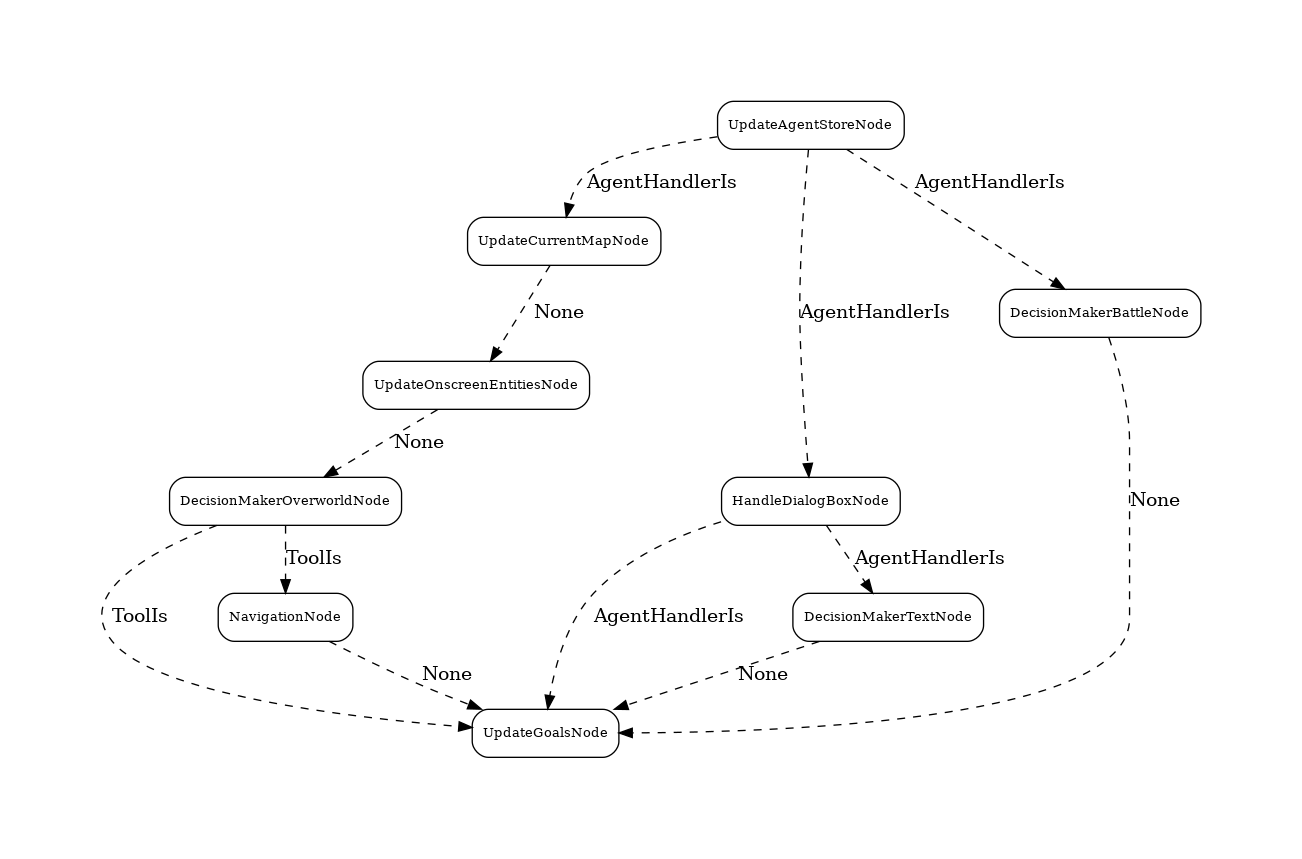 UpdateAgentStoreNode
AgentHandlerIs
AgentHandlerIs
UpdateCurrentMapNode
None
AgentHandlerIs
DecisionMakerBattleNode
UpdateOnscreenEntitiesNode
None
DecisionMakerOverworldNode
HandleDialogBoxNode
None
ToolIs
AgentHandlerIs
ToolIs
NavigationNode
AgentHandlerIs
DecisionMakerTextNode
None
None
UpdateGoalsNode